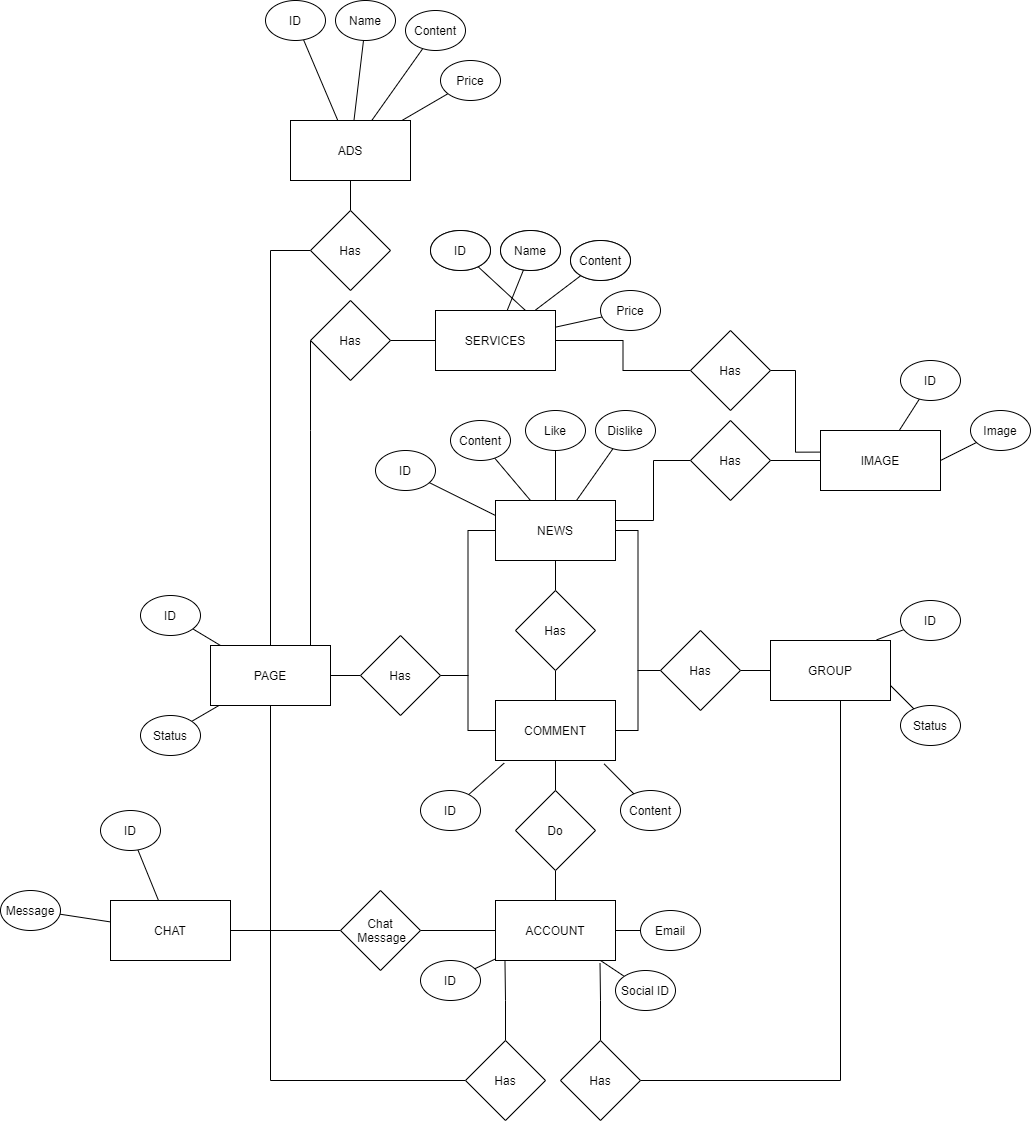 ID
Name
Content
Price
ADS
Has
ID
Name
Content
Price
Has
SERVICES
Has
ID
Image
IMAGE
Has
Like
Dislike
Content
ID
NEWS
ID
Has
ID
PAGE
Has
Has
GROUP
Status
Status
COMMENT
ID
Content
Do
ID
Message
CHAT
Chat
Message
ACCOUNT
Email
ID
Social ID
Has
Has